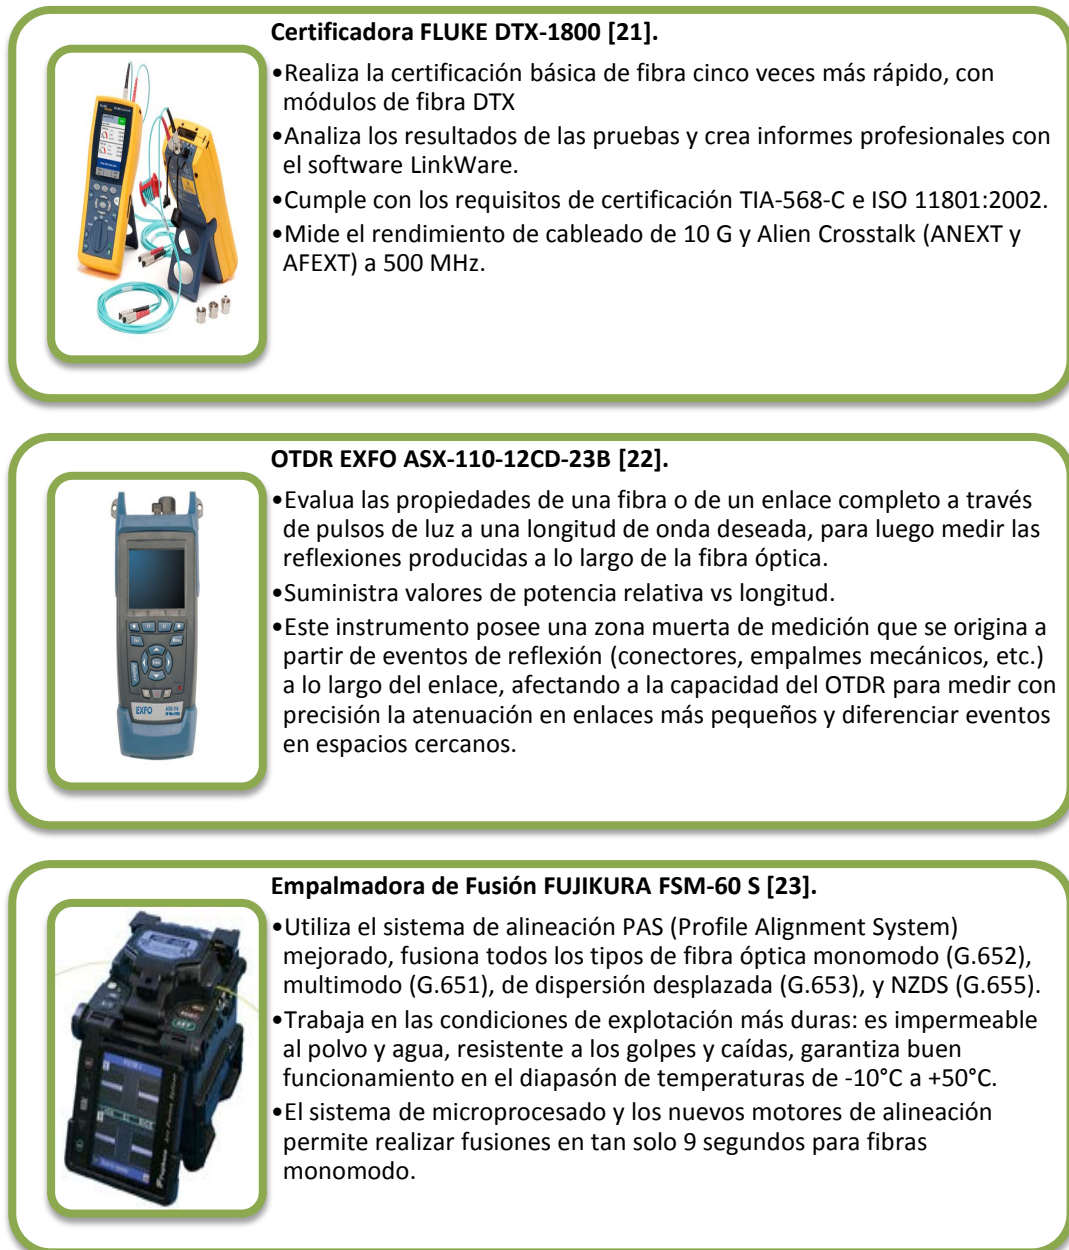 Certificadora FLUKE DTX-1800 [21].
•Realiza la certificación básica de fibra cinco veces más rápido, con
módulos de fibra DTX
•Analiza los resultados de las pruebas y crea informes profesionales con
el software LinkWare.
•Cumple con los requisitos de certificación TIA-568-C e ISO 11801:2002.
•Mide el rendimiento de cableado de 10 G y Alien Crosstalk (ANEXT y
AFEXT) a 500 MHz.
OTDR EXFO ASX-110-12CD-23B [22].
•Evalua las propiedades de una fibra o de un enlace completo a través
de pulsos de luz a una longitud de onda deseada, para luego medir las
reflexiones producidas a lo largo de la fibra óptica.
•Suministra valores de potencia relativa vs longitud.
•Este instrumento posee una zona muerta de medición que se origina a
partir de eventos de reflexión (conectores, empalmes mecánicos, etc.)
a lo largo del enlace, afectando a la capacidad del OTDR para medir con
precisión la atenuación en enlaces más pequeños y diferenciar eventos
en espacios cercanos.
EXFO
Empalmadora de Fusión FUJIKURA FSM-60 S [23].
•Utiliza el sistema de alineación PAS (Profile Alignment System)
mejorado, fusiona todos los tipos de fibra óptica monomodo (G.652),
multimodo (G.651), de dispersión desplazada (G.653), y NZDS (G.655).
•Trabaja en las condiciones de explotación más duras: es impermeable
al polvo y agua, resistente a los golpes y caídas, garantiza buen
funcionamiento en el diapasón de temperaturas de -10°C a +50°C.
•El sistema de microprocesado y los nuevos motores de alineación
permite realizar fusiones en tan solo 9 segundos para fibras
monomodo.